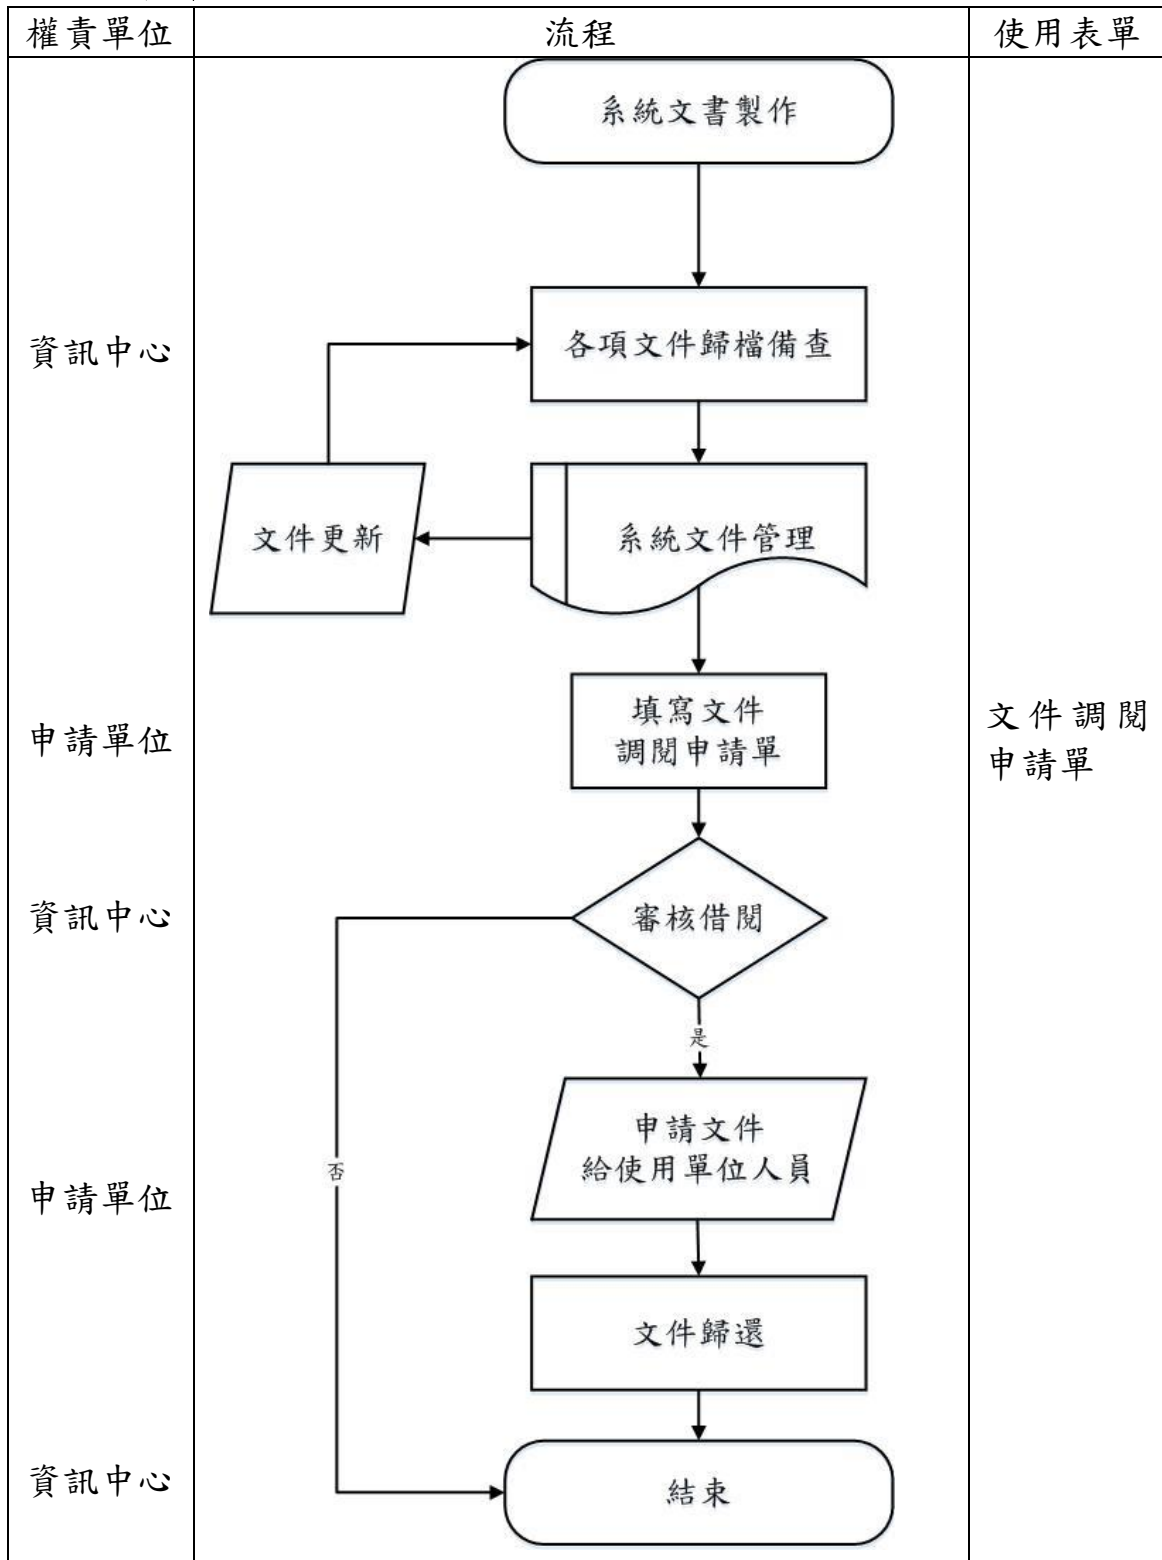 權責單位
流程
使用表單
系統文書製作
資訊中心
各項文件歸檔備查
文件更新
系統文件管理
申請單位
填寫文件
調閱申請單
文件調閱
申請單
資訊中心
審核借閱
是
否
申請單位
申請文件
給使用單位人員
文件歸還
資訊中心
結束